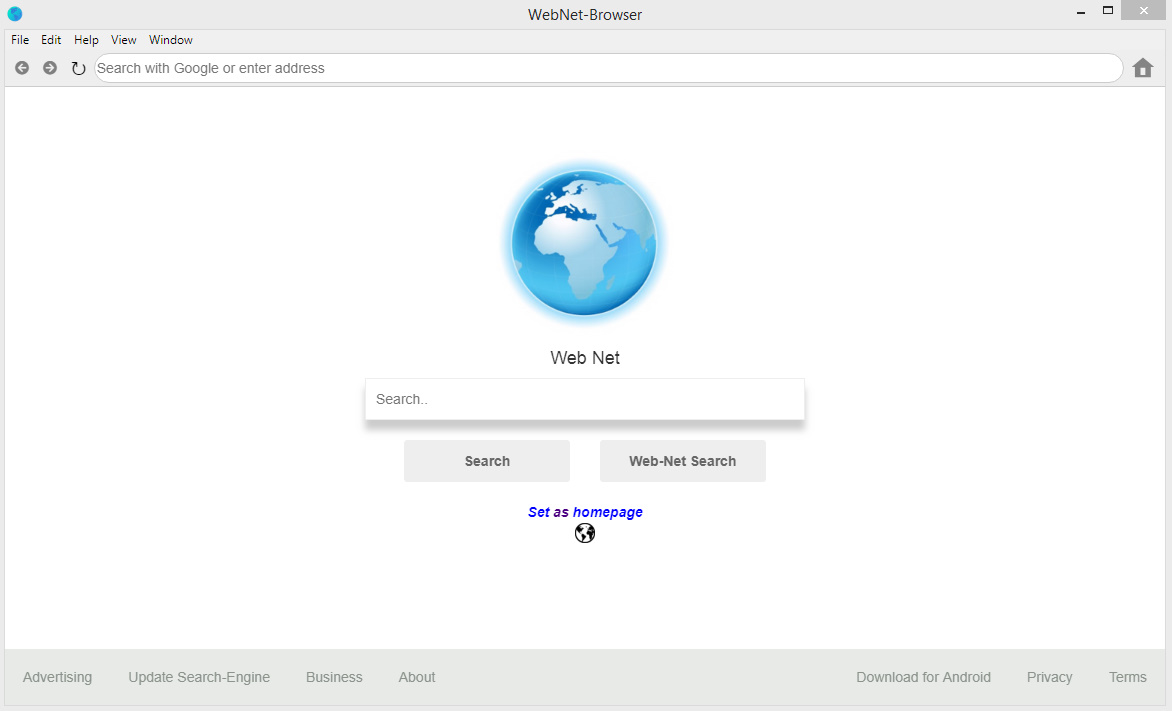 WebNet-Browser
File Edit Help View Window
Search with Google or enter address
Web Net
Search..
Search Web-Net Search
Set as homepage
Advertising Update Search-Engine Business About Download for Android Privacy Terms